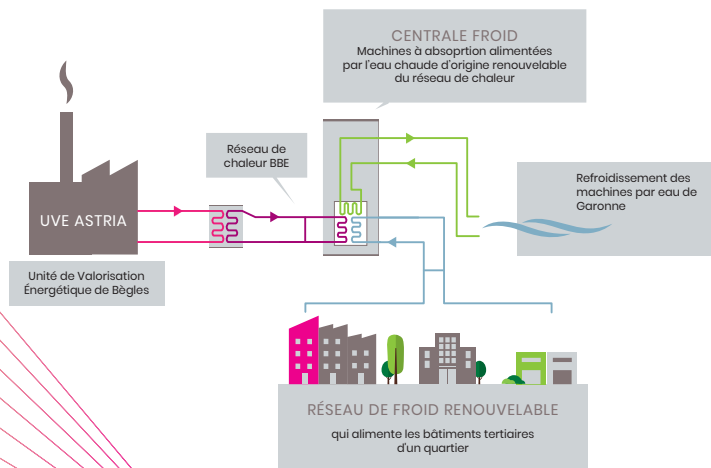 CENTRALE FROID
Machines à absoprtion alimentées
par l'eau chaude d'origine renouvelable
du réseau de chaleur
Réseau de
chaleur BBE
Refroidissement des
machines par eau de
Garonne
UVE ASTRIA
Unité de Valorisation
Énergétique de Bègles
RÉSEAU DE FROID RENOUVELABLE
qui alimente les bâtiments tertiaires
d'un quartier